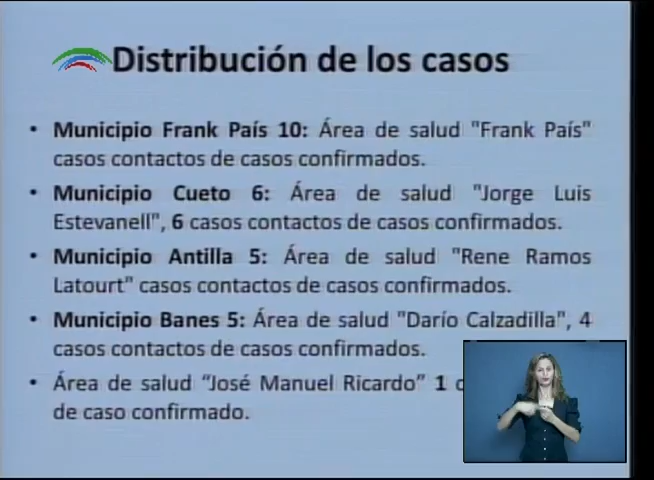 Distribución de los casos
• Municipio Frank País 10: Área de salud "Frank País"
casos contactos de casos confirmados.
• Municipio Cueto 6: Área de salud "Jorge Luis
Estevanell", 6 casos contactos de casos confirmados.
• Municipio Antilla 5: Área de salud "Rene Ramos
Latourt" casos contactos de casos confirmados.
• Municipio Banes 5: Área de salud "Darío Calzadilla", 4
casos contactos de casos confirmados.
• Área de salud “José Manuel Ricardo” 1
de caso confirmado.